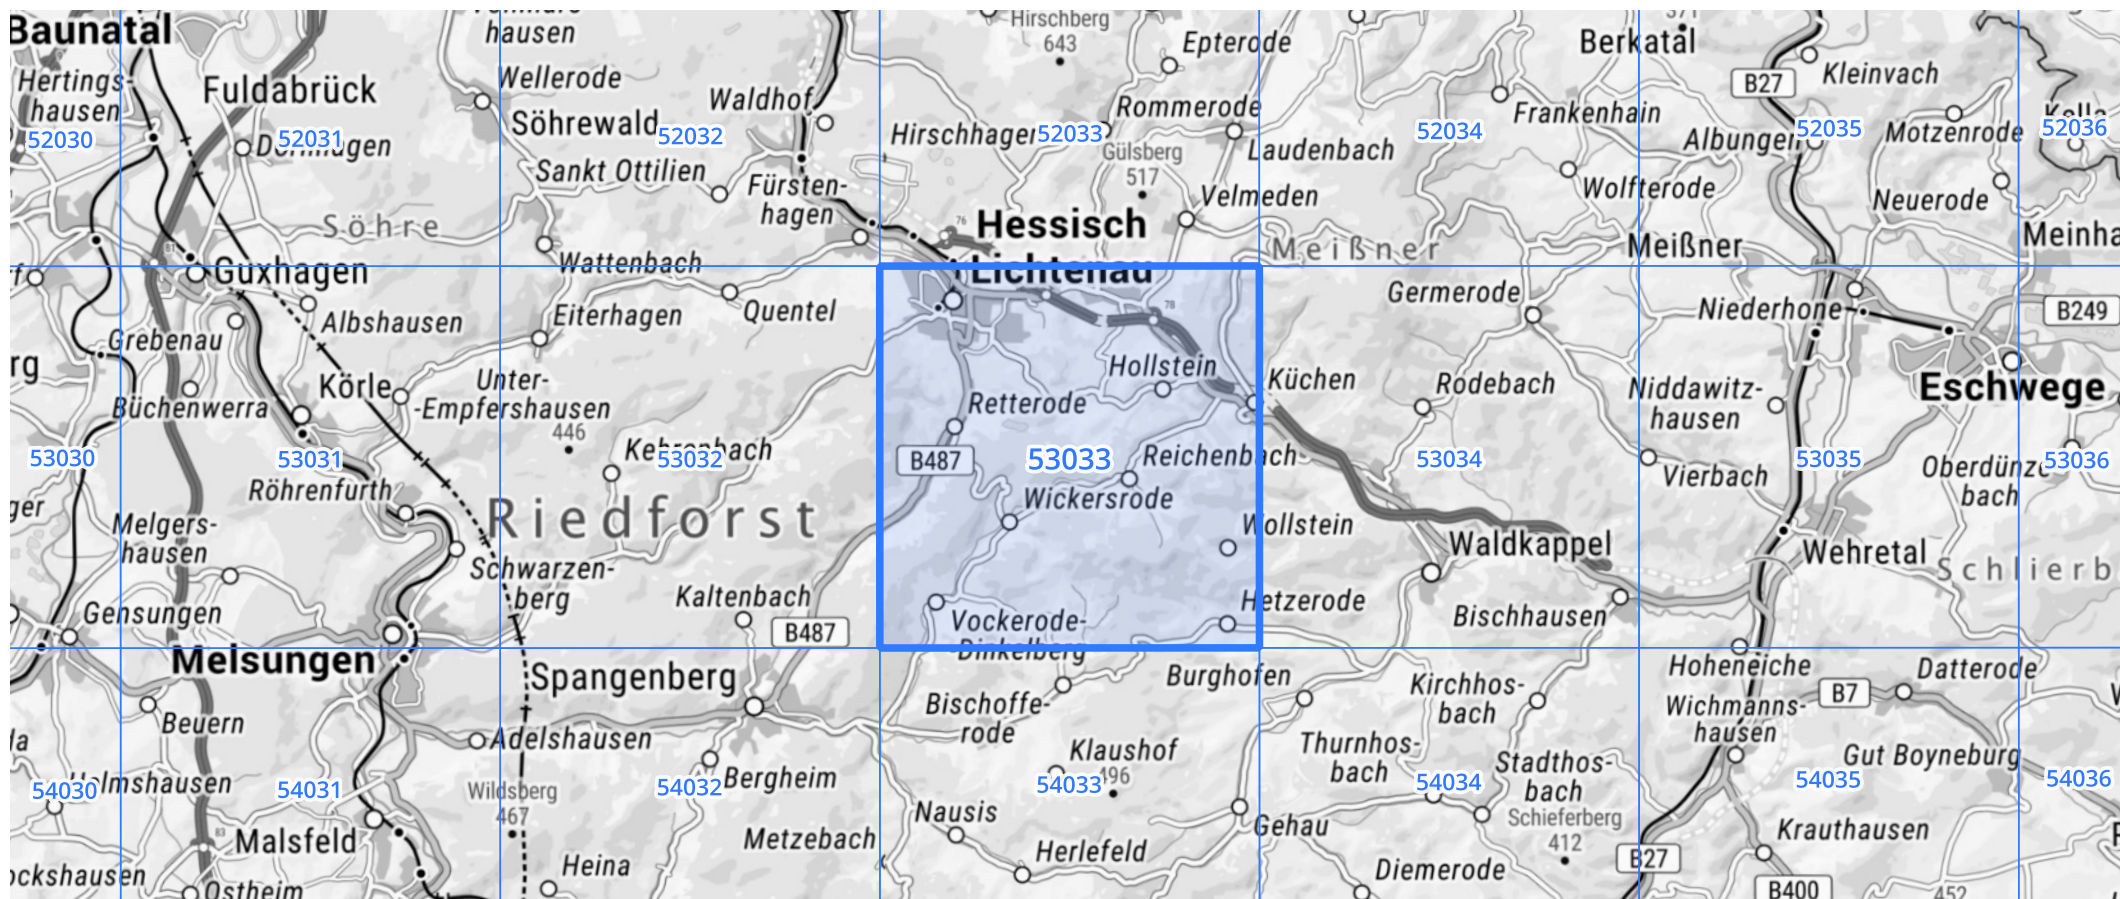 Baunatal
hausen
Hirschberg
643
Epterode
Berkatal
371
B27
Kleinvach
Hertings-
hausen
Fuldabrück
Wellerode
Waldhof
Rommerode
Frankenhain
52030
52031
Söhrewald
52032
Hirschhagen
52033
Gülsberg
517
Laudenbach
52034
Albungen
52035
Motzenrode
52036
Sankt Ottilien
Fürsten-
hagen
Velmeden
Wolfterode
Neuerode
Söhre
76
Hessisch
Lichtenau
Meißner
Meißner
81
Guxhagen
Wattenbach
Albshausen
Eiterhagen
Quentel
78
Germerode
Niederhone
B249
Grebenau
Büchenwerra
Körle
Unter-
-Empfershausen
446
Hollstein
Küchen
Rodebach
Niddawitz-
hausen
Eschwege
Retterode
53030
53031
53032
B487
53033
Reichenbach
53034
Vierbach
53035
53036
Röhrenfurth
Riedforst
Wickersrode
Wollstein
Waldkappel
Wehretal
Melgers-
hausen
Schwarzen-
berg
Gensungen
Kaltenbach
B487
Vockerode-
Dinkelberg
Hetzerode
Bischhausen
Melsungen
Spangenberg
Burghofen
Kirchhos-
bach
Hoheneiche
Datterode
B7
Beuern
Adelshausen
Bischoffe-
rode
Klaushof
496
Thurnhos-
bach
Stadthos-
bach
Wichmanns-
hausen
Gut Boyneburg
54030
54031
Wildsberg
467
54032
Bergheim
54033
54034
Schieferberg
412
54035
54036
83
Malsfeld
Metzebach
Nausis
Gehau
Krauthausen
Ostheim
Heina
Herlefeld
Diemerode
B27
B400
452